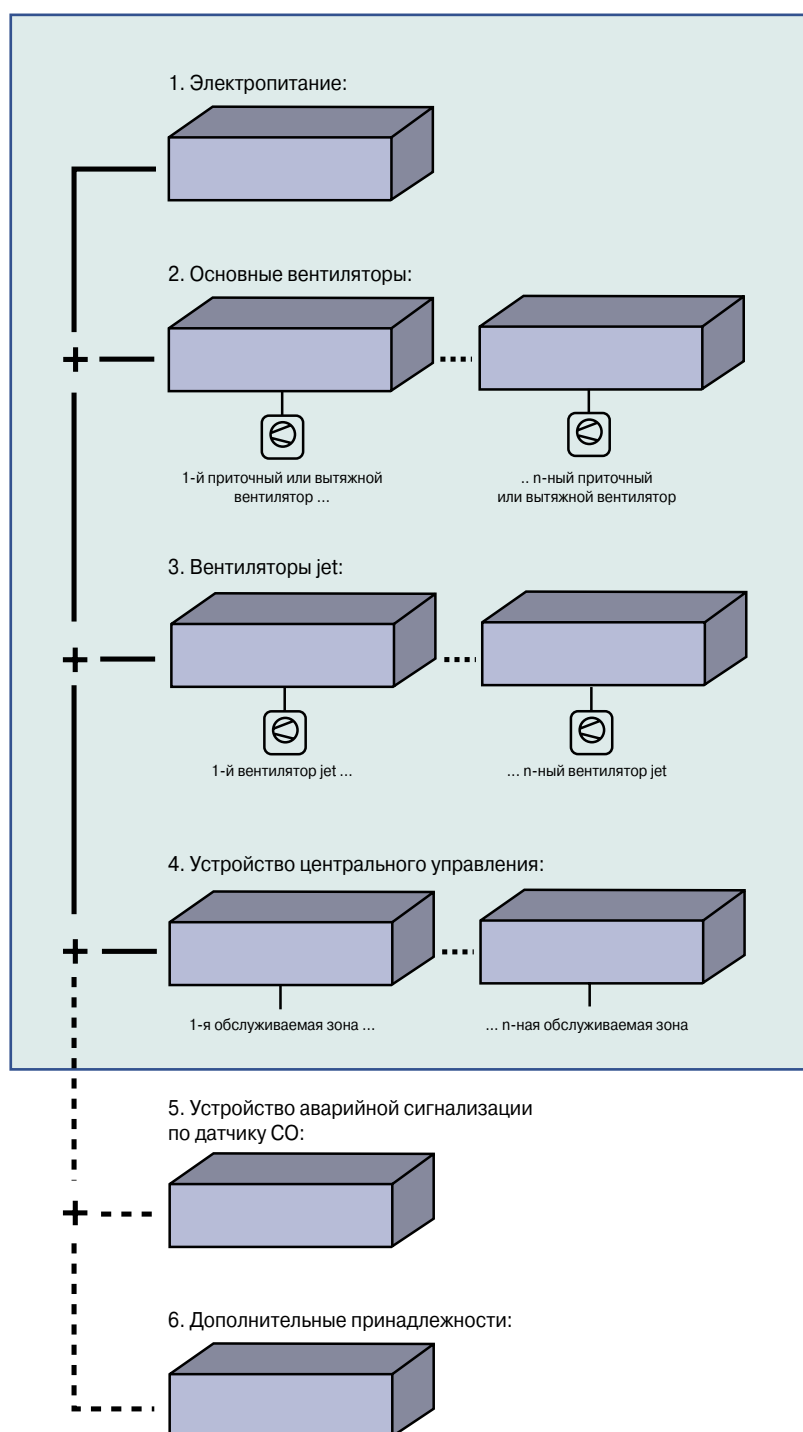 1. Электропитание:
2. Основные вентиляторы:
1-й приточный или вытяжной
вентилятор ...
.. n-ный приточный
или вытяжной вентилятор
3. Вентиляторы jet:
1-й вентилятор jet ...
... n-ный вентилятор jet
4. Устройство центрального управления:
1-я обслуживаемая зона ...
... n-ная обслуживаемая зона
5. Устройство аварийной сигнализации
по датчику CO:
6. Дополнительные принадлежности: